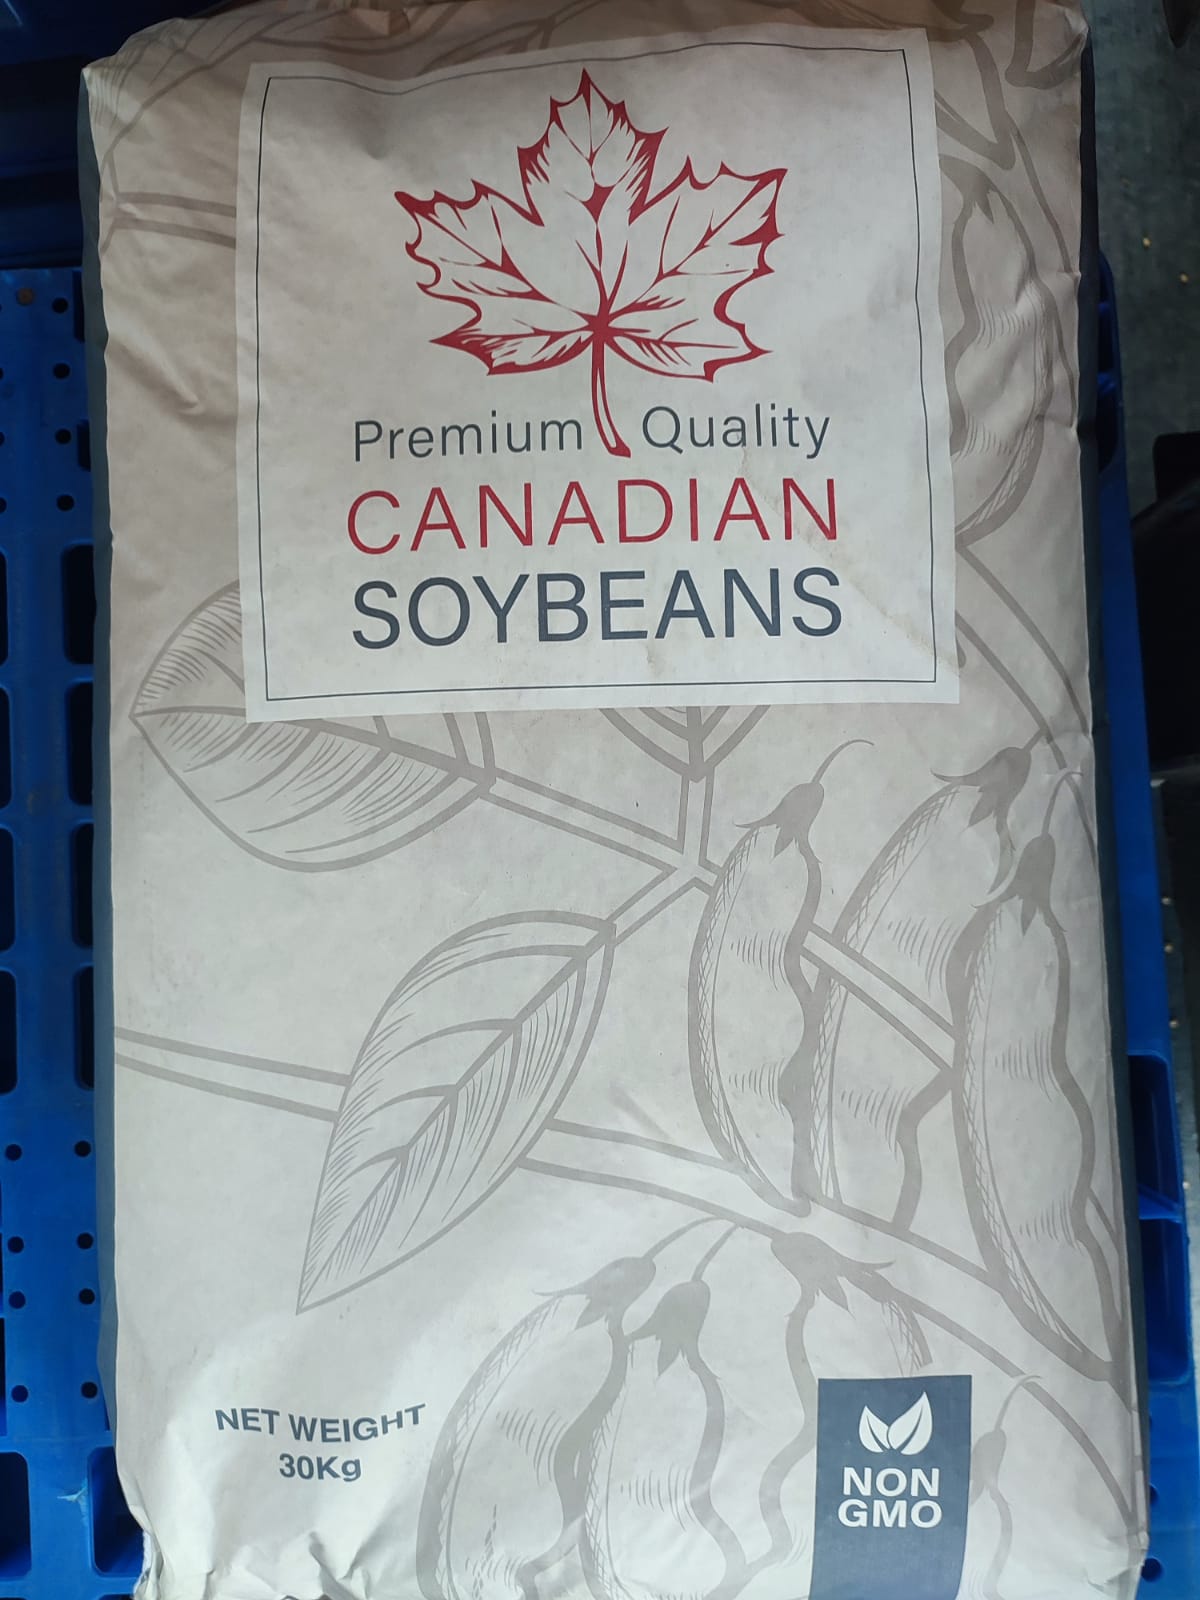 Premium Quality
CANADIAN
SOYBEANS
NET WEIGHT
30Kg
NON
GMO